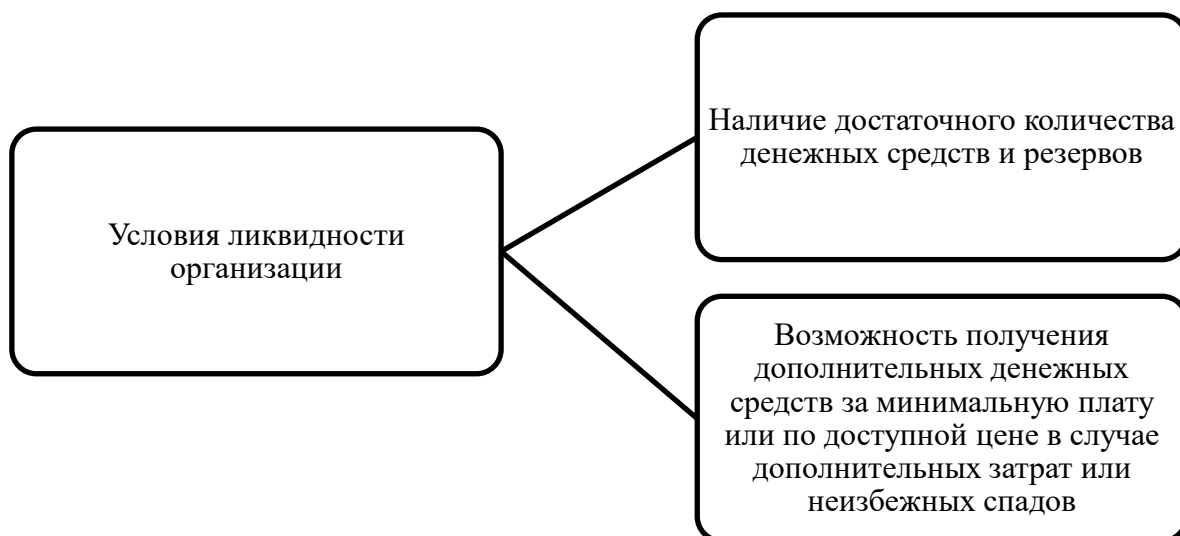 Условия ликвидности
организации
Наличие достаточного количества
денежных средств и резервов
Возможность получения
дополнительных денежных
средств за минимальную плату
или по доступной цене в случае
дополнительных затрат или
неизбежных спадов